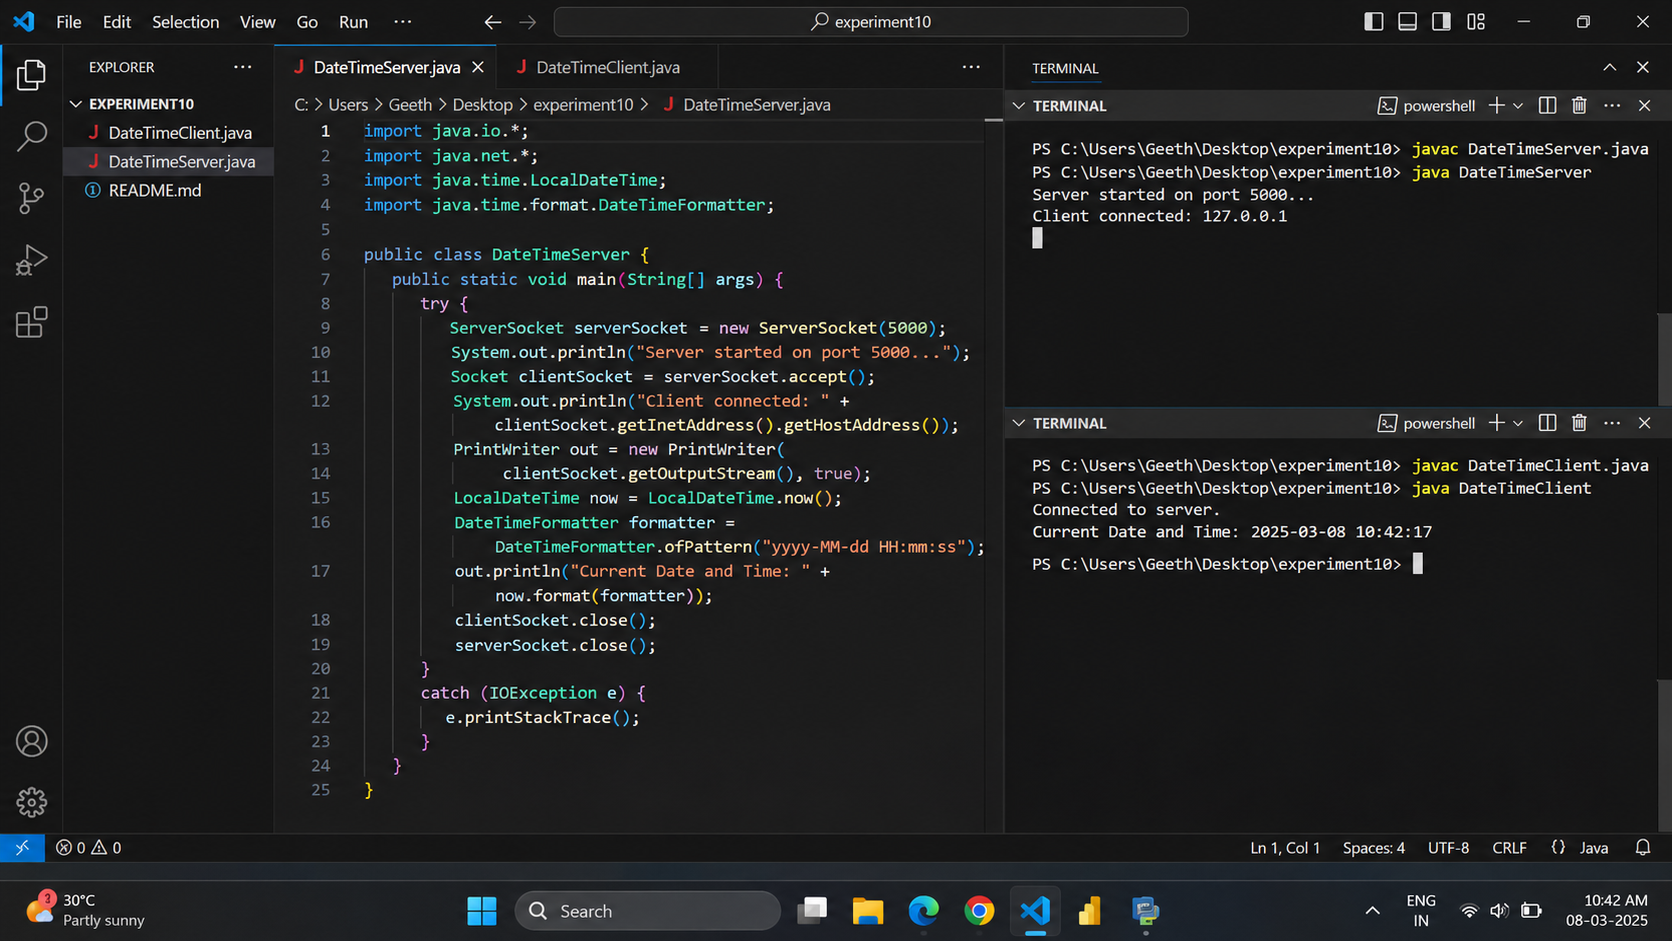 File Edit Selection View Go Run ··· experiment10
EXPLORER ···
EXPERIMENT10
J DateTimeClient.java
J DateTimeServer.java
README.md
J DateTimeServer.java J DateTimeClient.java ···
C: > Users > Geeth > Desktop > experiment10 > J DateTimeServer.java
1 import java.io.*;
2 import java.net.*;
3 import java.time.LocalDateTime;
4 import java.time.format.DateTimeFormatter;
5
6 public class DateTimeServer {
7 public static void main(String[] args) {
8 try {
9 ServerSocket serverSocket = new ServerSocket(5000);
10 System.out.println("Server started on port 5000...");
11 Socket clientSocket = serverSocket.accept();
12 System.out.println("Client connected: " +
clientSocket.getInetAddress().getHostAddress());
13 PrintWriter out = new PrintWriter(
14 clientSocket.getOutputStream(), true);
15 LocalDateTime now = LocalDateTime.now();
16 DateTimeFormatter formatter =
DateTimeFormatter.ofPattern("yyyy-MM-dd HH:mm:ss");
17 out.println("Current Date and Time: " +
now.format(formatter));
18 clientSocket.close();
19 serverSocket.close();
20 }
21 catch (IOException e) {
22 e.printStackTrace();
23 }
24 }
25 }
TERMINAL
TERMINAL powershell ···
PS C:\Users\Geeth\Desktop\experiment10> javac DateTimeServer.java
PS C:\Users\Geeth\Desktop\experiment10> java DateTimeServer
Server started on port 5000...
Client connected: 127.0.0.1
TERMINAL powershell ···
PS C:\Users\Geeth\Desktop\experiment10> javac DateTimeClient.java
PS C:\Users\Geeth\Desktop\experiment10> java DateTimeClient
Connected to server.
Current Date and Time: 2025-03-08 10:42:17
PS C:\Users\Geeth\Desktop\experiment10>
0 0 Ln 1, Col 1 Spaces: 4 UTF-8 CRLF {} Java
3 30°C
Partly sunny
Search
ENG
IN
10:42 AM
08-03-2025